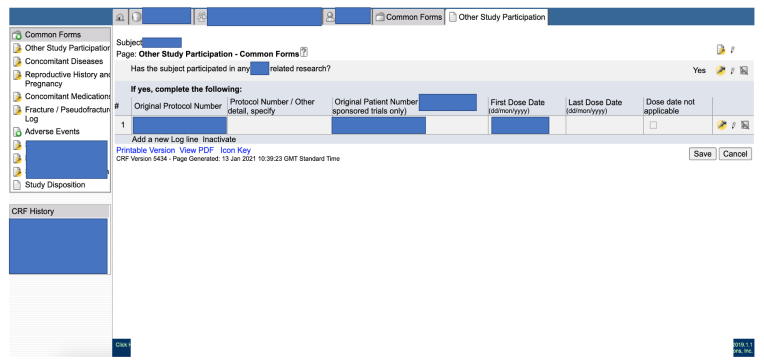 Common Forms
Other Study Participation
Common Forms
Other Study Participation
Concomitant Diseases
Reproductive History and
Pregnancy
Concomitant Medications
Fracture / Pseudofracture
Log
Adverse Events
Study Disposition
CRF History
Subject
Page: Other Study Participation - Common Forms
Has the subject participated in any related research?
Yes
If yes, complete the following:
# Original Protocol Number Protocol Number / Other detail, specify Original Patient Number sponsored trials only) First Dose Date (dd/mon/yyyy) Last Dose Date (dd/mon/yyyy) Dose date not applicable
1
Add a new Log line Inactivate
Printable Version View PDF Icon Key
CRF Version 5434 - Page Generated: 13 Jan 2021 10:39:23 GMT Standard Time
Save Cancel
Click
2019.1.1
ons, Inc.